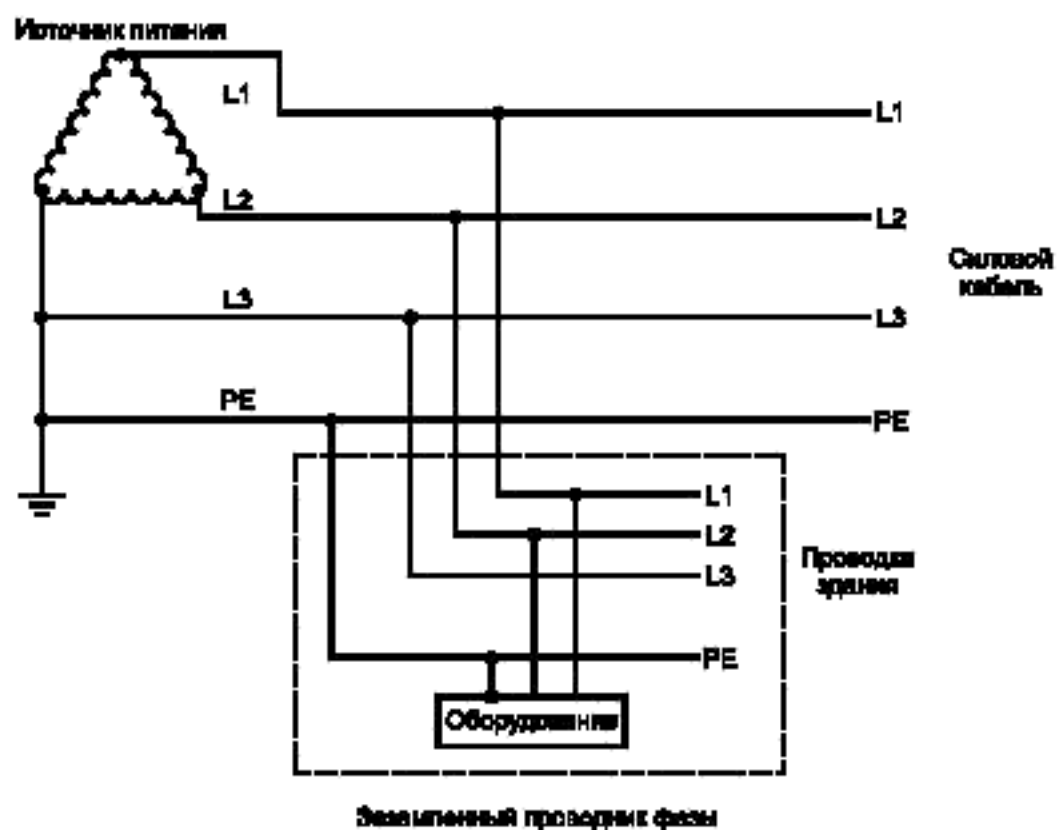 Источник питания
L1
L1
L2
L2
Силовой
кабель
L3
L3
PE
PE
L1
L2
L3
Проводка
здания
PE
Оборудование
Заземленный проводник фазы